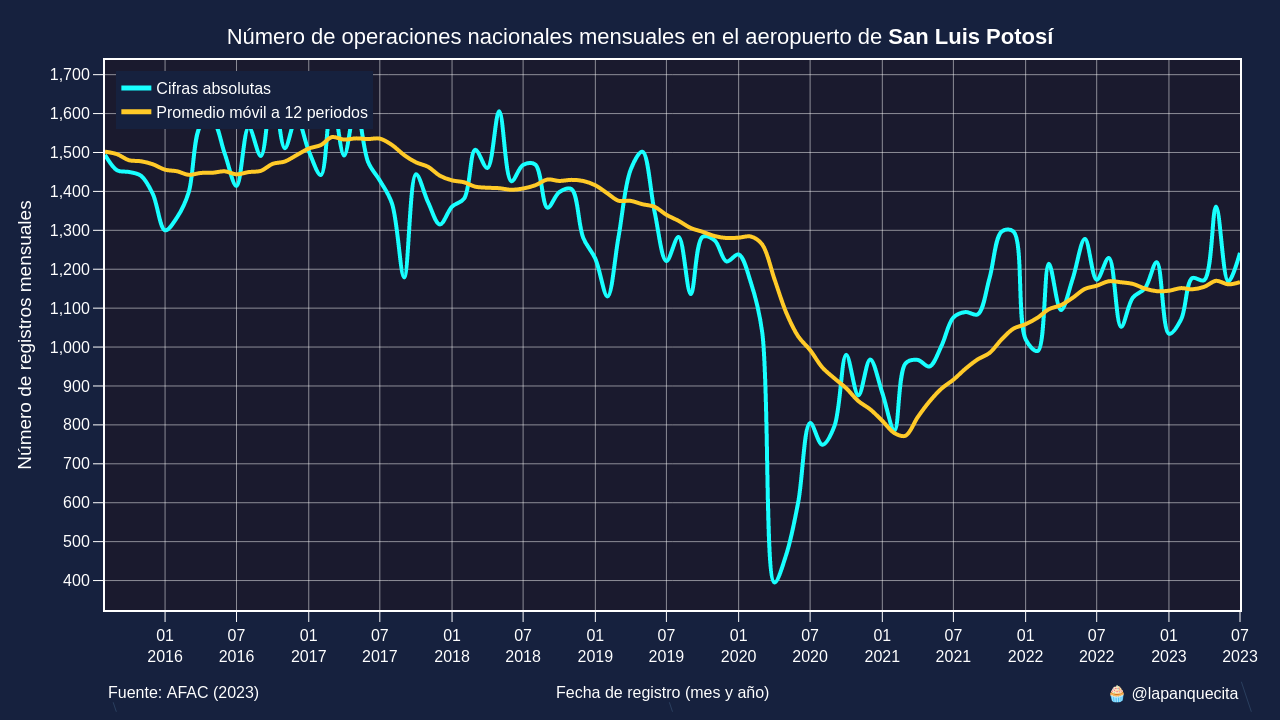 Número de operaciones nacionales mensuales en el aeropuerto de San Luis Potosí
Cifras absolutas
Promedio móvil a 12 periodos
Número de registros mensuales
1,700
1,600
1,500
1,400
1,300
1,200
1,100
1,000
900
800
700
600
500
400
01 07 01 07 01 07 01 07 01 07 01 07 01 07 01 07
2016 2016 2017 2017 2018 2018 2019 2019 2020 2020 2021 2021 2022 2022 2023 2023
Fuente: AFAC (2023)
Fecha de registro (mes y año)
🧁 @lapanquecita